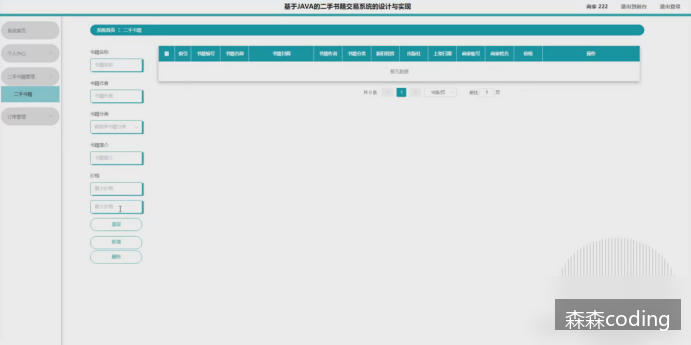 基于JAVA的二手书籍交易系统的设计与实现
商家 222
退出到前台
退出登录
系统首页
个人中心
二手书籍管理
二手书籍
订单管理
系统首页 : 二手书籍
书籍名称
书籍名称
书籍作者
书籍作者
书籍分类
书籍简介
书籍简介
价格
最小价格
最大价格
查询
新增
删除
索引
书籍编号
书籍名称
书籍封面
书籍作者
书籍分类
新旧程度
出版社
上架日期
商家账号
商家姓名
价格
操作
暂无数据
共 0 条
1
10条/页
前往
1
页
森森coding